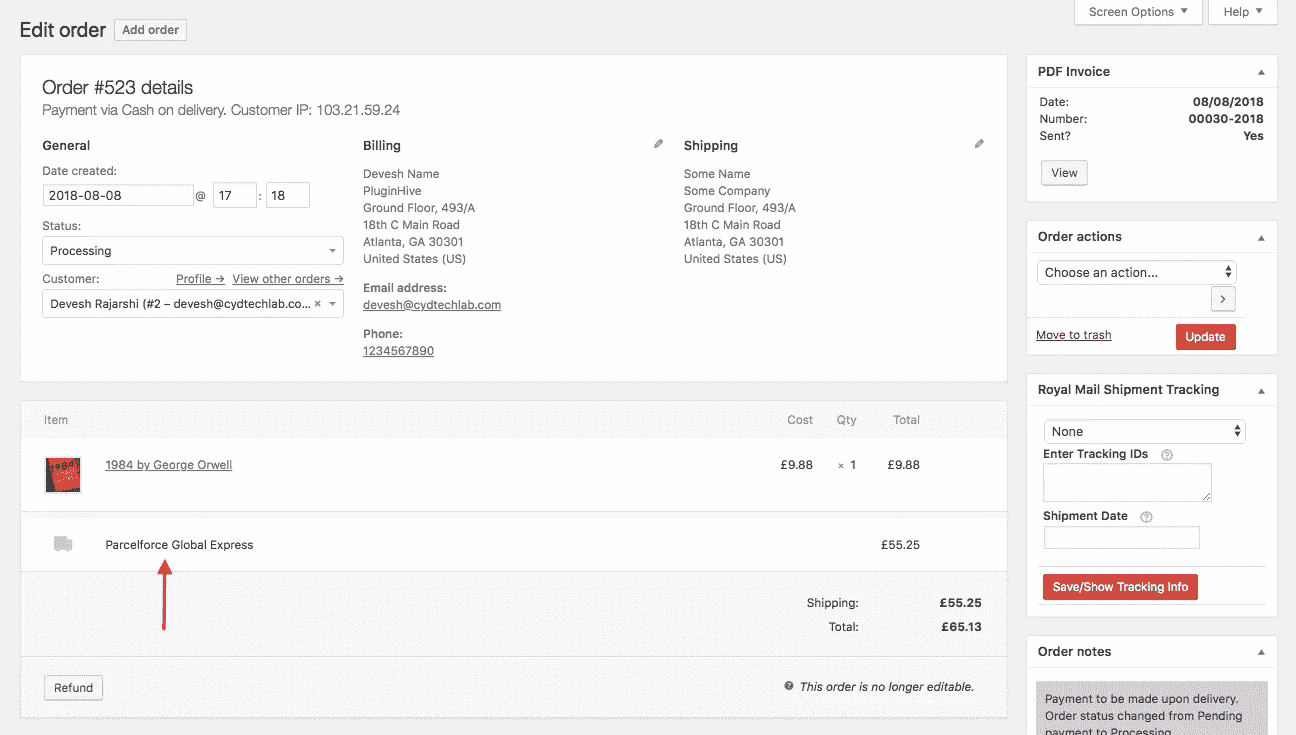 Edit order
Add order
Screen Options
Help
Order #523 details
Payment via Cash on delivery. Customer IP: 103.21.59.24
General
Date created:
2018-08-08 @ 17 : 18
Status:
Processing
Customer: Profile → View other orders →
Devesh Rajarshi (#2 – devesh@cydtechlab.co... ×
Billing
Devesh Name
PluginHive
Ground Floor, 493/A
18th C Main Road
Atlanta, GA 30301
United States (US)
Email address:
devesh@cydtechlab.com
Phone:
1234567890
Shipping
Some Name
Some Company
Ground Floor, 493/A
18th C Main Road
Atlanta, GA 30301
United States (US)
Item Cost Qty Total
1984
1984 by George Orwell £9.88 × 1 £9.88
Parcelforce Global Express £55.25
Shipping: £55.25
Total: £65.13
Refund
This order is no longer editable.
PDF Invoice
Date: 08/08/2018
Number: 00030-2018
Sent? Yes
View
Order actions
Choose an action...
Move to trash
Update
Royal Mail Shipment Tracking
None
Enter Tracking IDs
Shipment Date
Save/Show Tracking Info
Order notes
Payment to be made upon delivery.
Order status changed from Pending
payment to Processing.